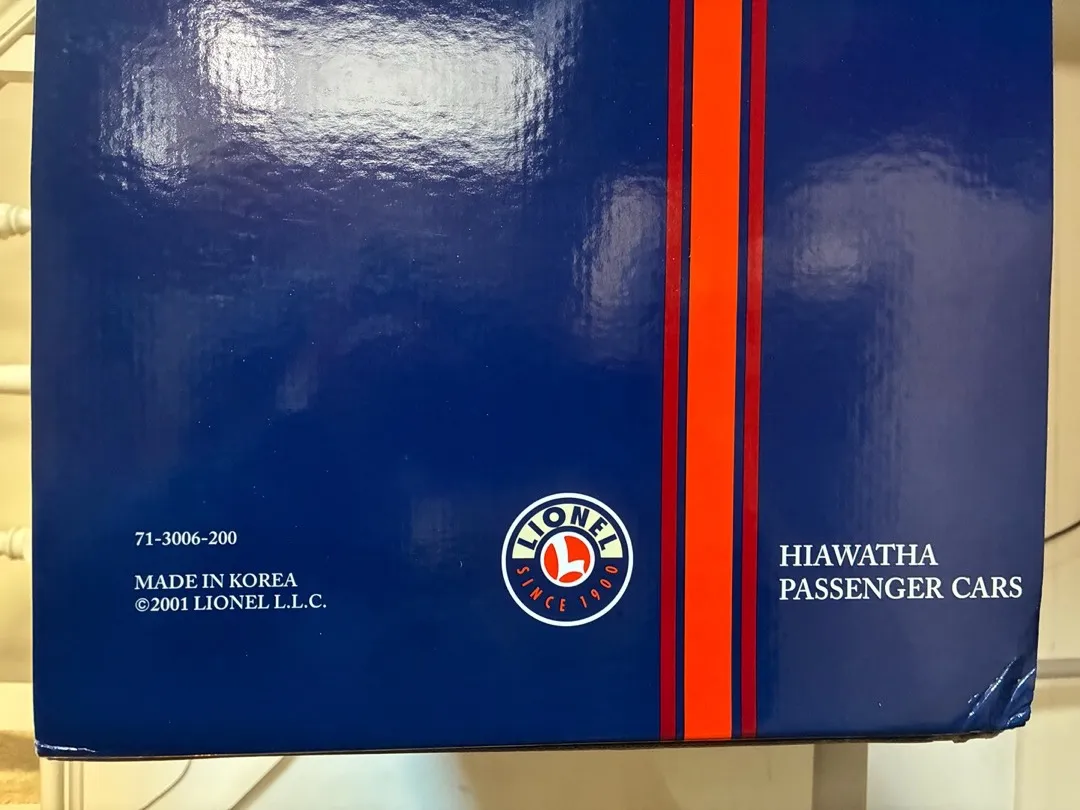 71-3006-200
MADE IN KOREA
©2001 LIONEL L.L.C.
LIONEL
L
SINCE 1900
HIAWATHA
PASSENGER CARS